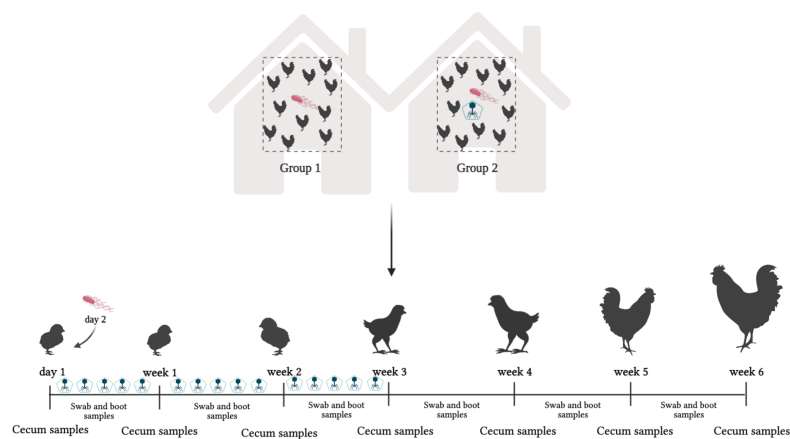 Group 1
Group 2
day 2
day 1
week 1
week 2
week 3
week 4
week 5
week 6
Swab and boot
samples
Swab and boot
samples
Swab and boot
samples
Swab and boot
samples
Swab and boot
samples
Swab and boot
samples
Cecum samples
Cecum samples
Cecum samples
Cecum samples
Cecum samples
Cecum samples
Cecum samples